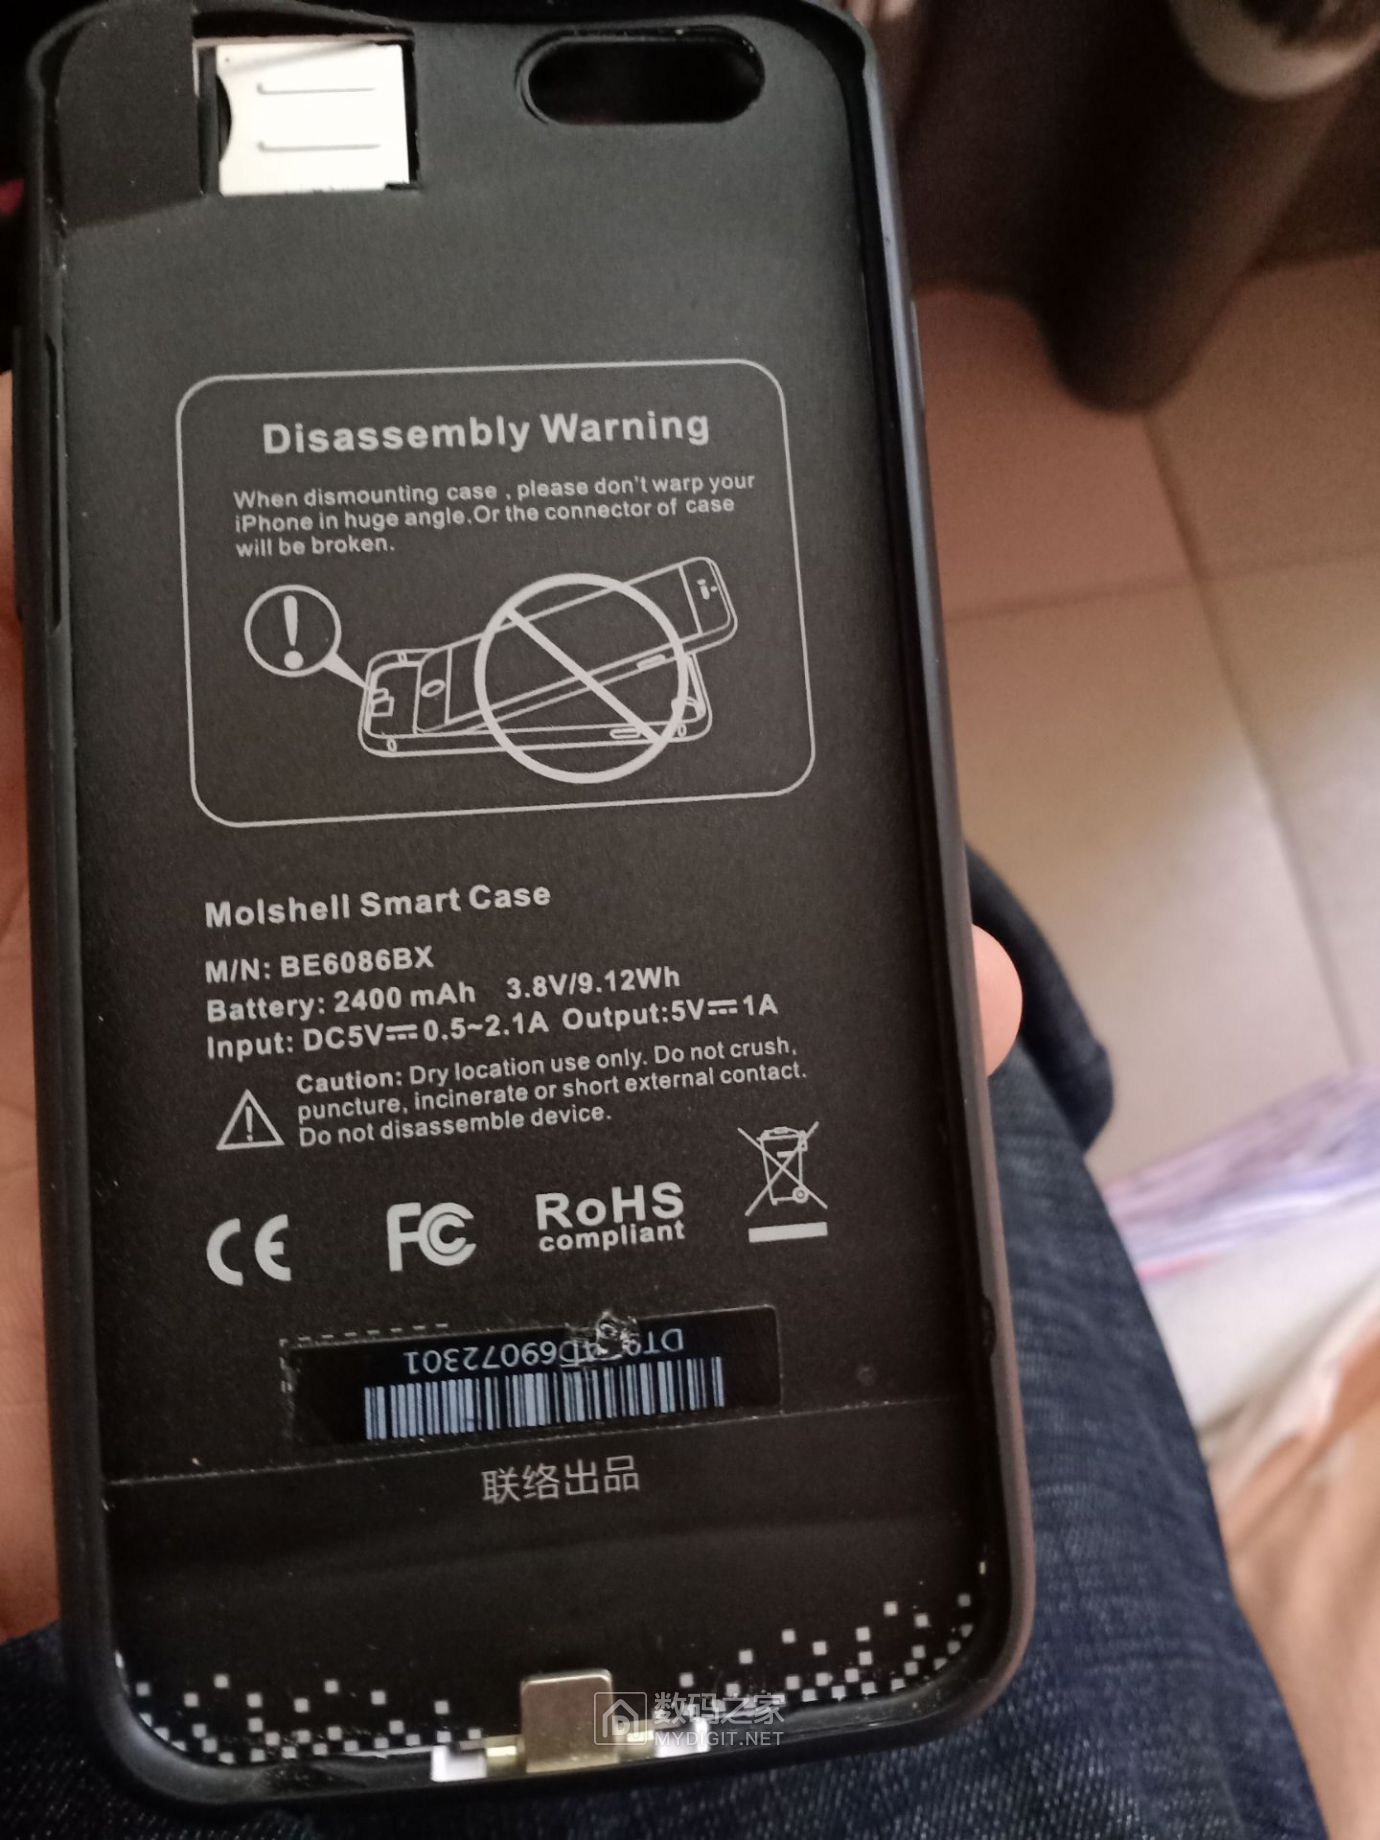 Disassembly Warning
When dismounting case , please don't warp your
iPhone in huge angle.Or the connector of case
will be broken.
Molshell Smart Case
M/N: BE6086BX
Battery: 2400 mAh 3.8V/9.12Wh
Input: DC5V⎓0.5~2.1A Output:5V⎓1A
Caution: Dry location use only. Do not crush,
puncture, incinerate or short external contact.
Do not disassemble device.
CE FC RoHS
compliant
D69072301
联络出品
数码之家
MYDIGIT.NET